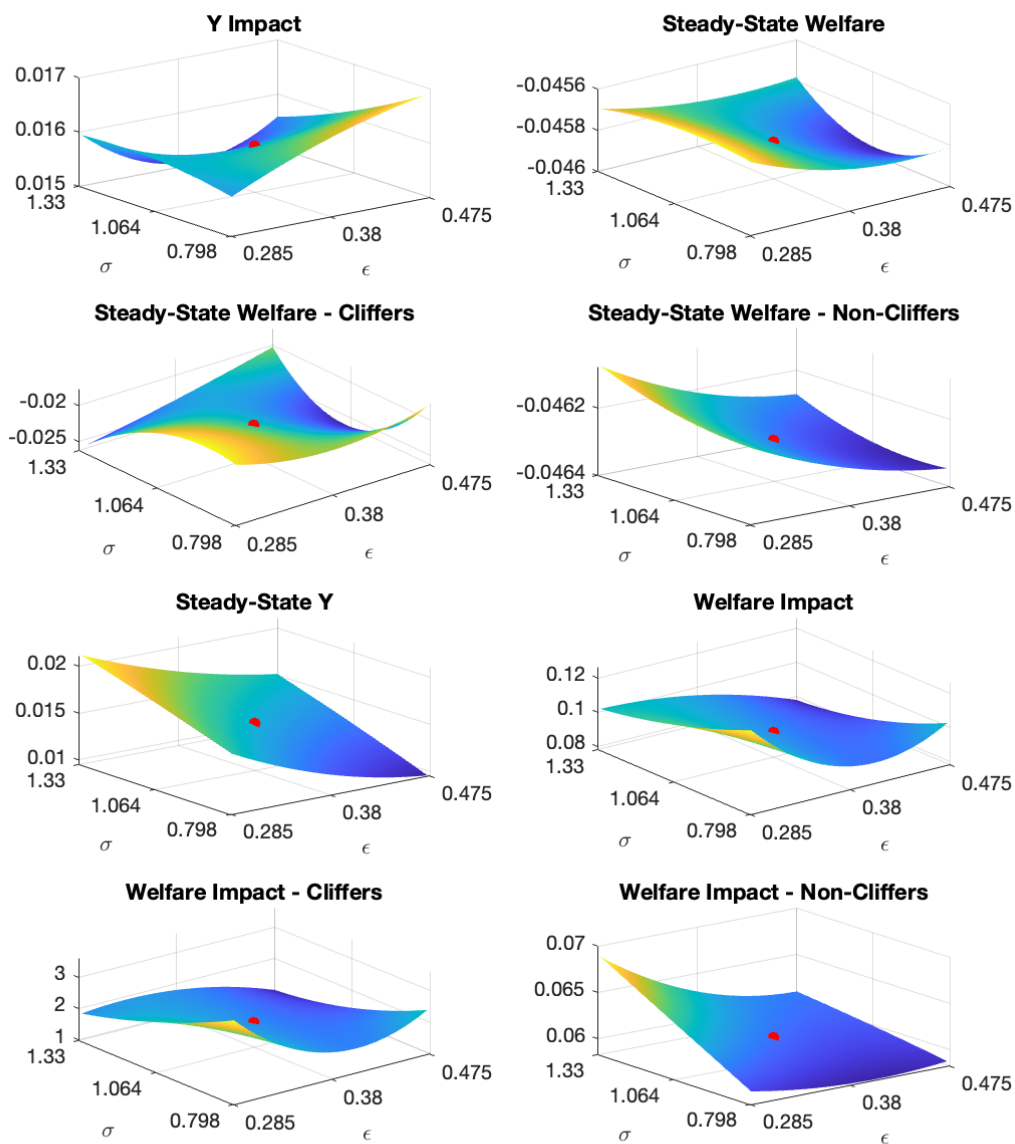 Y Impact
0.017
0.016
0.015
1.33
1.064
0.798
σ
0.285
0.38
0.475
ϵ
Steady-State Welfare
-0.0456
-0.0458
-0.046
1.33
1.064
0.798
σ
0.285
0.38
0.475
ϵ
Steady-State Welfare - Cliffers
-0.02
-0.025
1.33
1.064
0.798
σ
0.285
0.38
0.475
ϵ
Steady-State Welfare - Non-Cliffers
-0.0462
-0.0464
1.33
1.064
0.798
σ
0.285
0.38
0.475
ϵ
Steady-State Y
0.02
0.015
0.01
1.33
1.064
0.798
σ
0.285
0.38
0.475
ϵ
Welfare Impact
0.12
0.1
0.08
1.33
1.064
0.798
σ
0.285
0.38
0.475
ϵ
Welfare Impact - Cliffers
3
2
1
1.33
1.064
0.798
σ
0.285
0.38
0.475
ϵ
Welfare Impact - Non-Cliffers
0.07
0.065
0.06
1.33
1.064
0.798
σ
0.285
0.38
0.475
ϵ